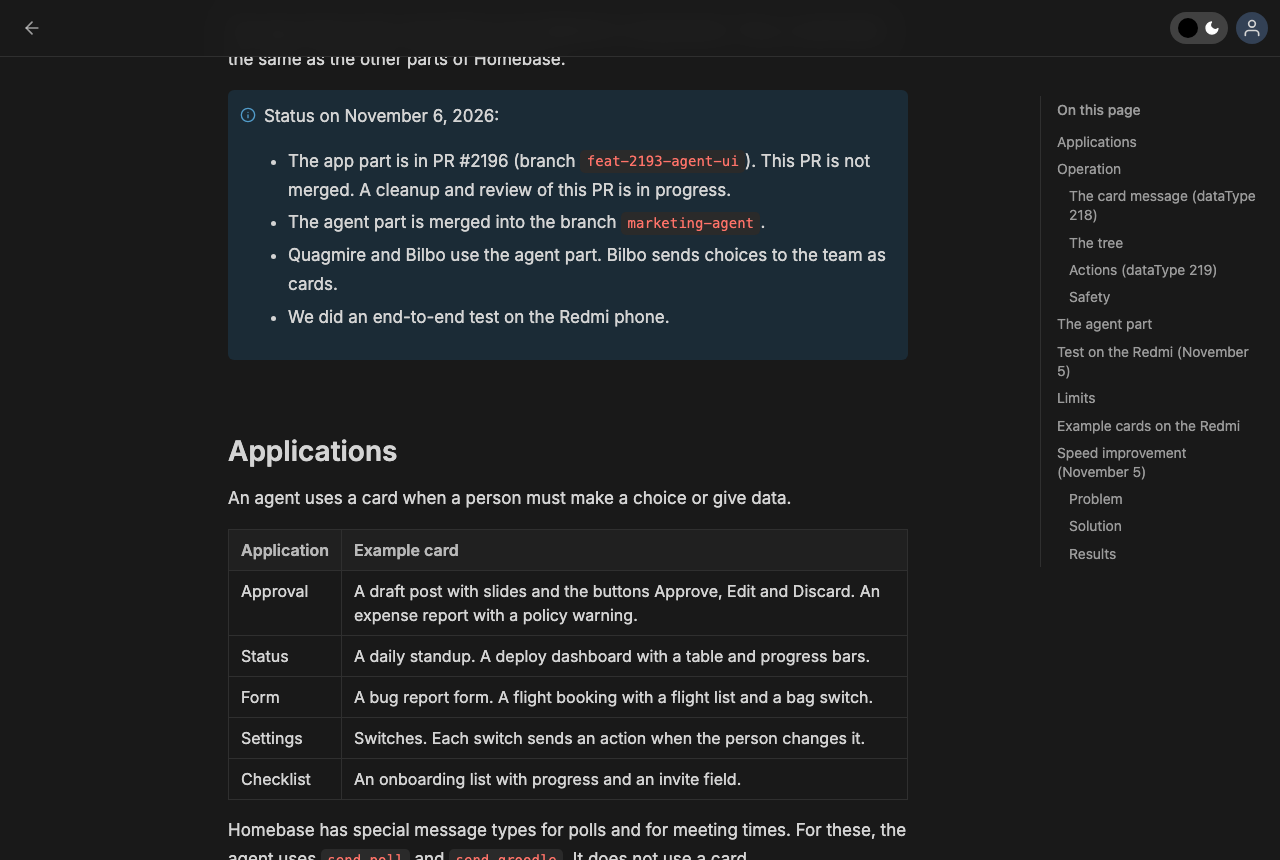 the same as the other parts of Homebase.
Status on November 6, 2026:
The app part is in PR #2196 (branch feat-2193-agent-ui ). This PR is not
merged. A cleanup and review of this PR is in progress.
The agent part is merged into the branch marketing-agent .
Quagmire and Bilbo use the agent part. Bilbo sends choices to the team as
cards.
We did an end-to-end test on the Redmi phone.
Applications
An agent uses a card when a person must make a choice or give data.
Application Example card
Approval A draft post with slides and the buttons Approve, Edit and Discard. An
expense report with a policy warning.
Status A daily standup. A deploy dashboard with a table and progress bars.
Form A bug report form. A flight booking with a flight list and a bag switch.
Settings Switches. Each switch sends an action when the person changes it.
Checklist An onboarding list with progress and an invite field.
Homebase has special message types for polls and for meeting times. For these, the
agent uses send_poll and send_groodle. It does not use a card.
On this page
Applications
Operation
The card message (dataType
218)
The tree
Actions (dataType 219)
Safety
The agent part
Test on the Redmi (November
5)
Limits
Example cards on the Redmi
Speed improvement
(November 5)
Problem
Solution
Results